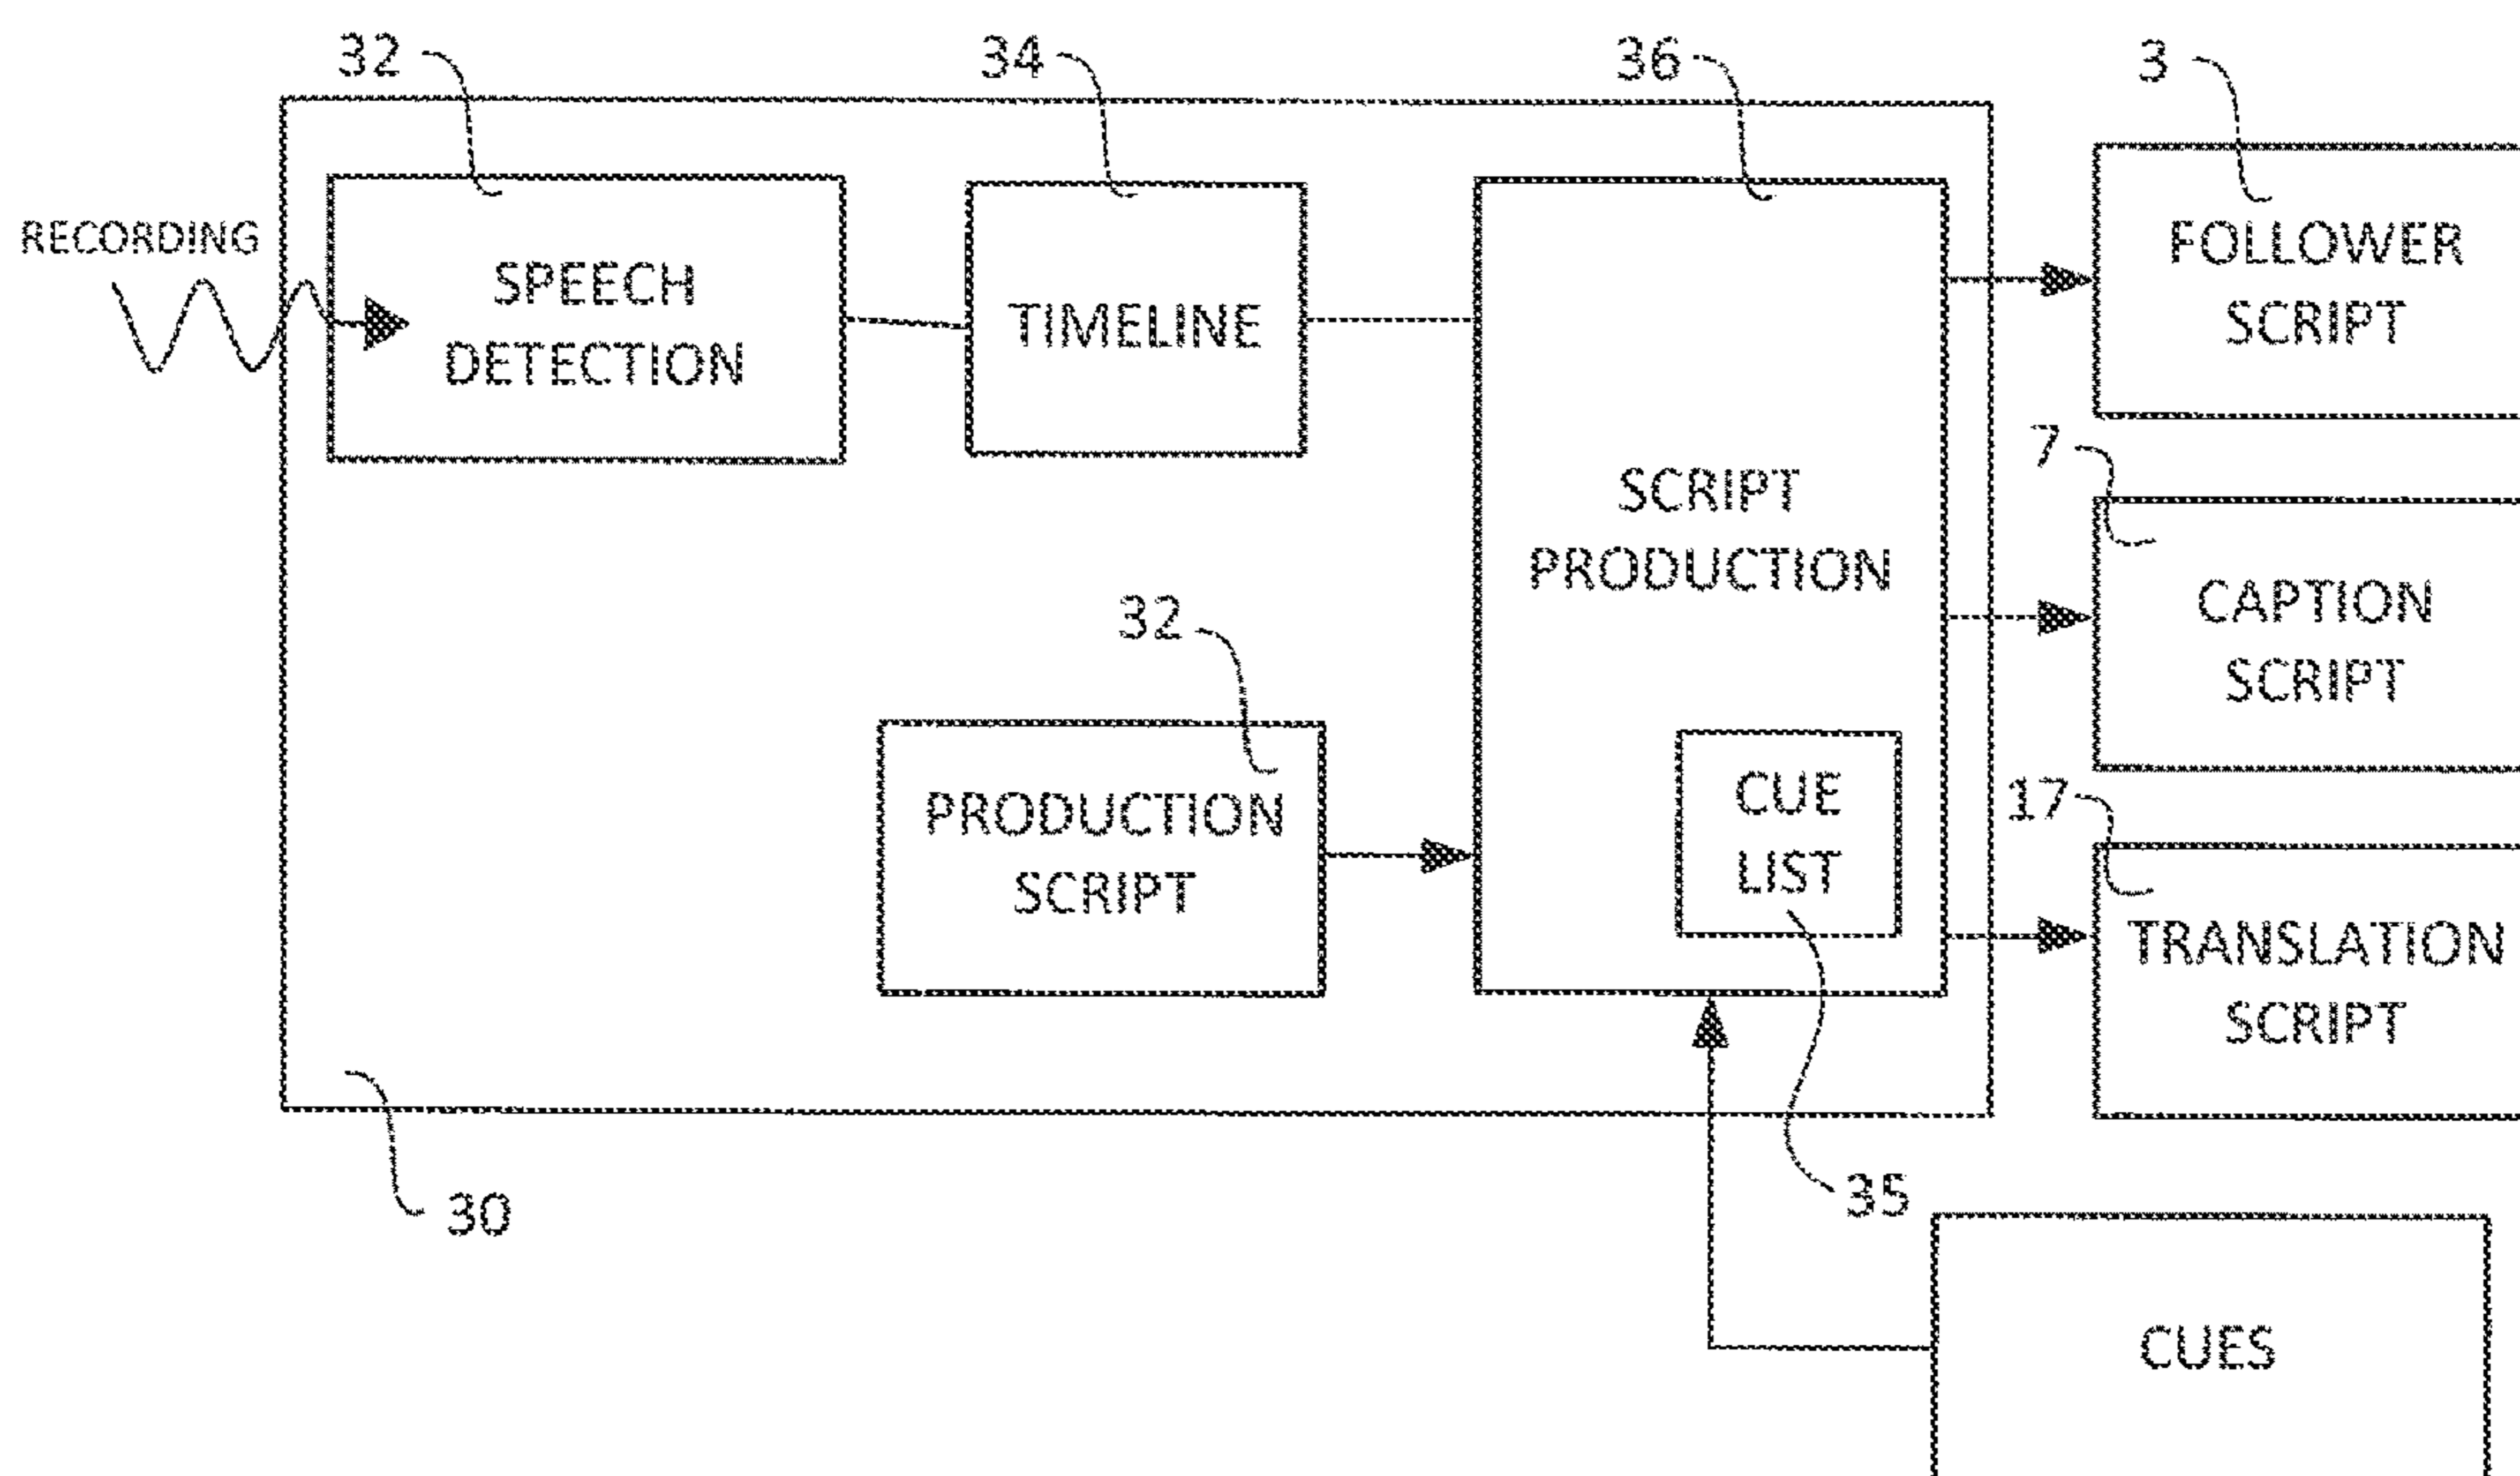 32
34
36
3
RECORDING
SPEECH
DETECTION
TIMELINE
FOLLOWER
SCRIPT
7
SCRIPT
PRODUCTION
CAPTION
SCRIPT
32
PRODUCTION
SCRIPT
CUE
LIST
17
TRANSLATION
SCRIPT
30
35
CUES